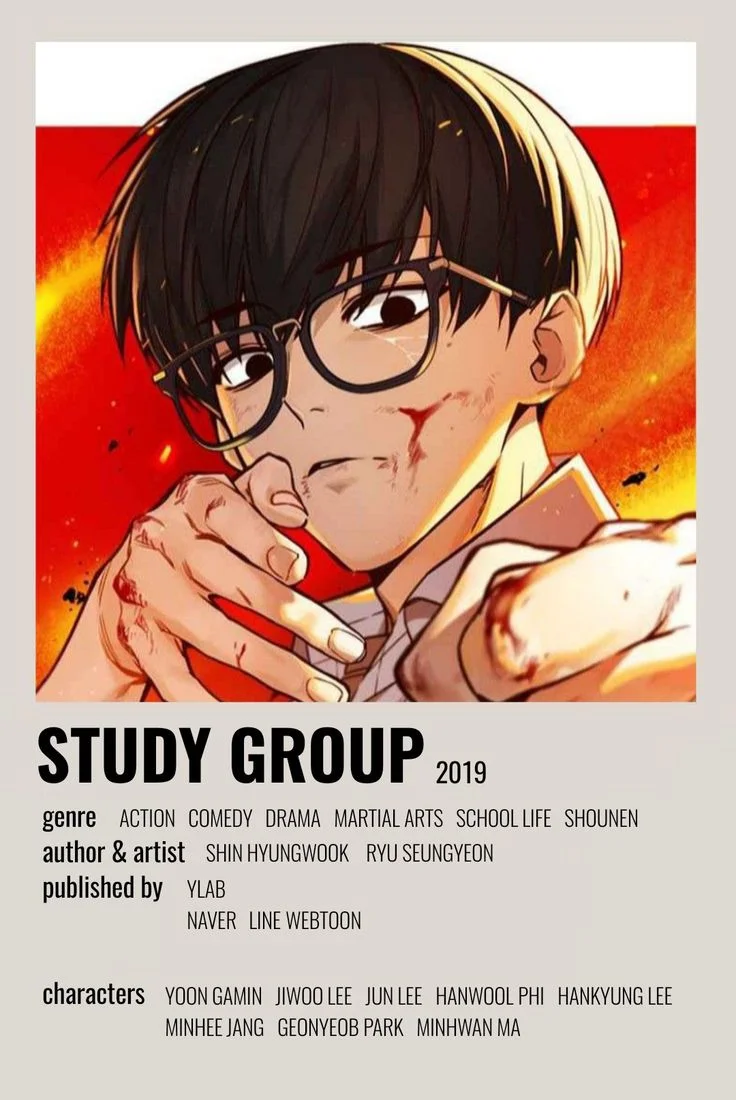 STUDY GROUP 2019
genre ACTION COMEDY DRAMA MARTIAL ARTS SCHOOL LIFE SHOUNEN
author & artist SHIN HYUNGWOOK RYU SEUNGYEON
published by YLAB
NAVER LINE WEBTOON
characters YOON GAMIN JIWOO LEE JUN LEE HANWOOL PHI HANKYUNG LEE
MINHEE JANG GEONYEOB PARK MINHWAN MA